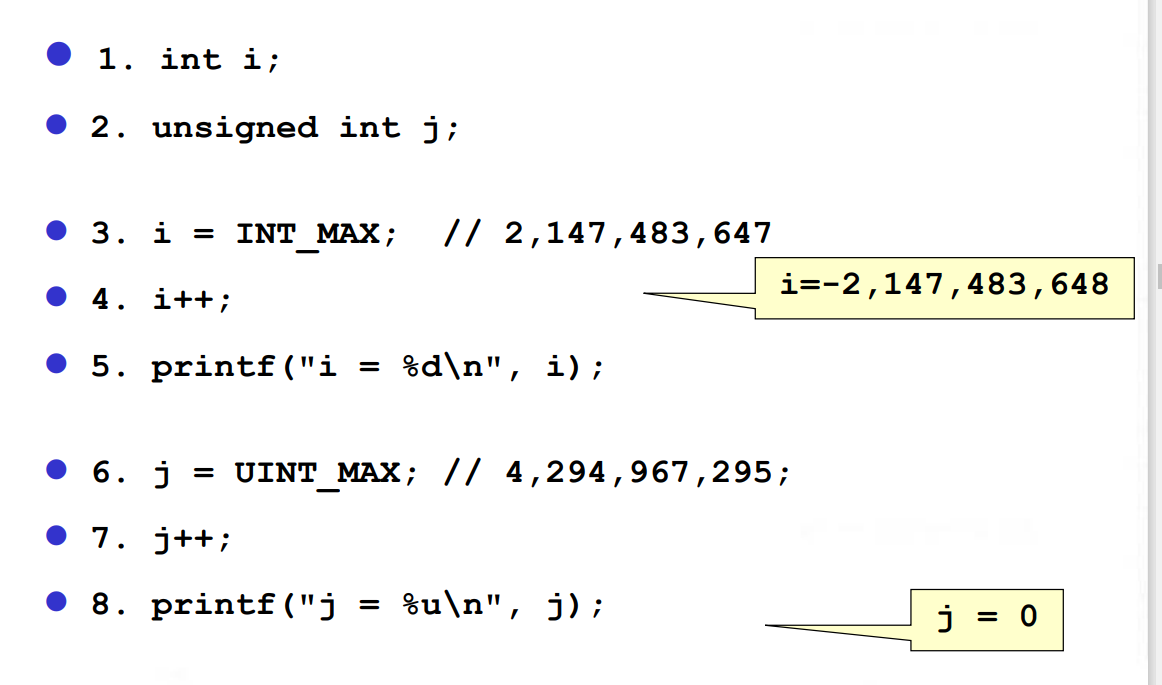 ● 1. int i;
● 2. unsigned int j;
● 3. i = INT_MAX;  // 2,147,483,647
i=-2,147,483,648
● 4. i++;
● 5. printf("i = %d\n", i);
● 6. j = UINT_MAX; // 4,294,967,295;
● 7. j++;
● 8. printf("j = %u\n", j);
j = 0